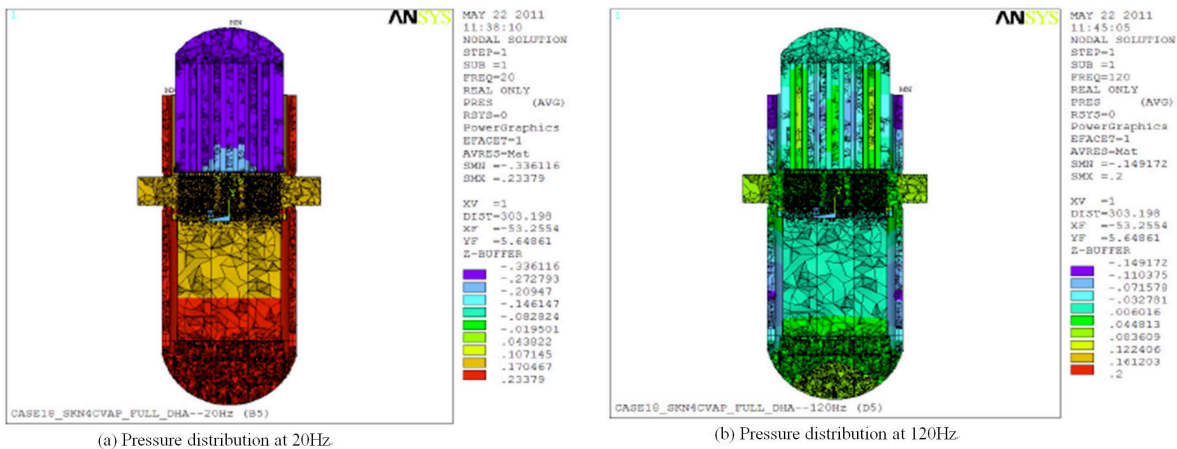 1
ANSYS
MAY 22 2011
11:38:10
NODAL SOLUTION
STEP=1
SUB =1
FREQ=20
REAL ONLY
PRES (AVG)
RSYS=0
PowerGraphics
EFACET=1
AVRES=Mat
SMN =-.336116
SMX =.23379
XV =1
DIST=303.198
XF =-53.2554
YF =5.64861
Z-BUFFER
-.336116
-.272793
-.20947
-.146147
-.082824
-.019501
.043822
.107145
.170467
.23379
MN
CASE18_SKN4CVAP_FULL_DHA--20Hz (B5)
(a) Pressure distribution at 20Hz
1
ANSYS
MAY 22 2011
11:45:05
NODAL SOLUTION
STEP=1
SUB =1
FREQ=120
REAL ONLY
PRES (AVG)
RSYS=0
PowerGraphics
EFACET=1
AVRES=Mat
SMN =-.149172
SMX =.2
XV =1
DIST=303.198
XF =-53.2554
YF =5.64861
Z-BUFFER
-.149172
-.110375
-.071578
-.032781
.006016
.044813
.083609
.122406
.161203
.2
MN
CASE18_SKN4CVAP_FULL_DHA--120Hz (D5)
(b) Pressure distribution at 120Hz